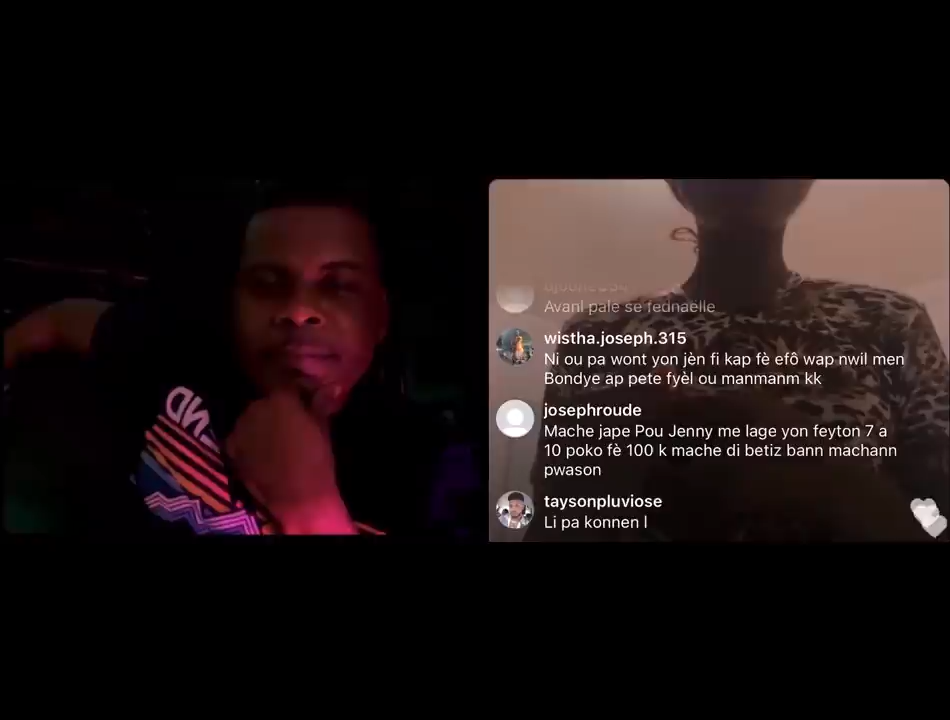 Avanl pale se fednaelle
wistha.joseph.315
Ni ou pa wont yon jèn fi kap fè efô wap nwil men
Bondye ap pete fyèl ou manmanm kk
josephroude
Mache jape Pou Jenny me lage yon feyton 7 a
10 poko fè 100 k mache di betiz bann machann
pwason
taysonpluviose
Li pa konnen l